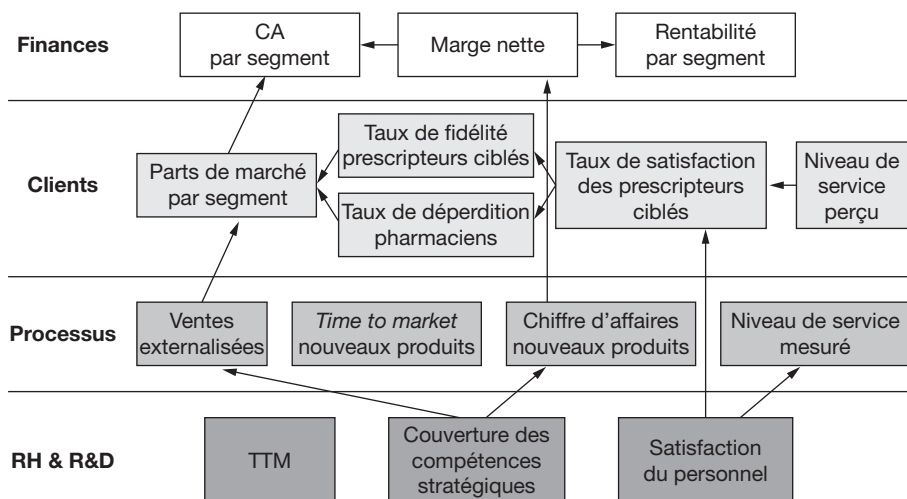 Finances
CA
par segment
Marge nette
Rentabilité
par segment
Clients
Parts de marché
par segment
Taux de fidélité
prescripteurs ciblés
Taux de déperdition
pharmaciens
Taux de satisfaction
des prescripteurs
ciblés
Niveau de
service
perçu
Processus
Ventes
externalisées
Time to market
nouveaux produits
Chiffre d'affaires
nouveaux produits
Niveau de service
mesuré
RH & R&D
TTM
Couverture des
compétences
stratégiques
Satisfaction
du personnel